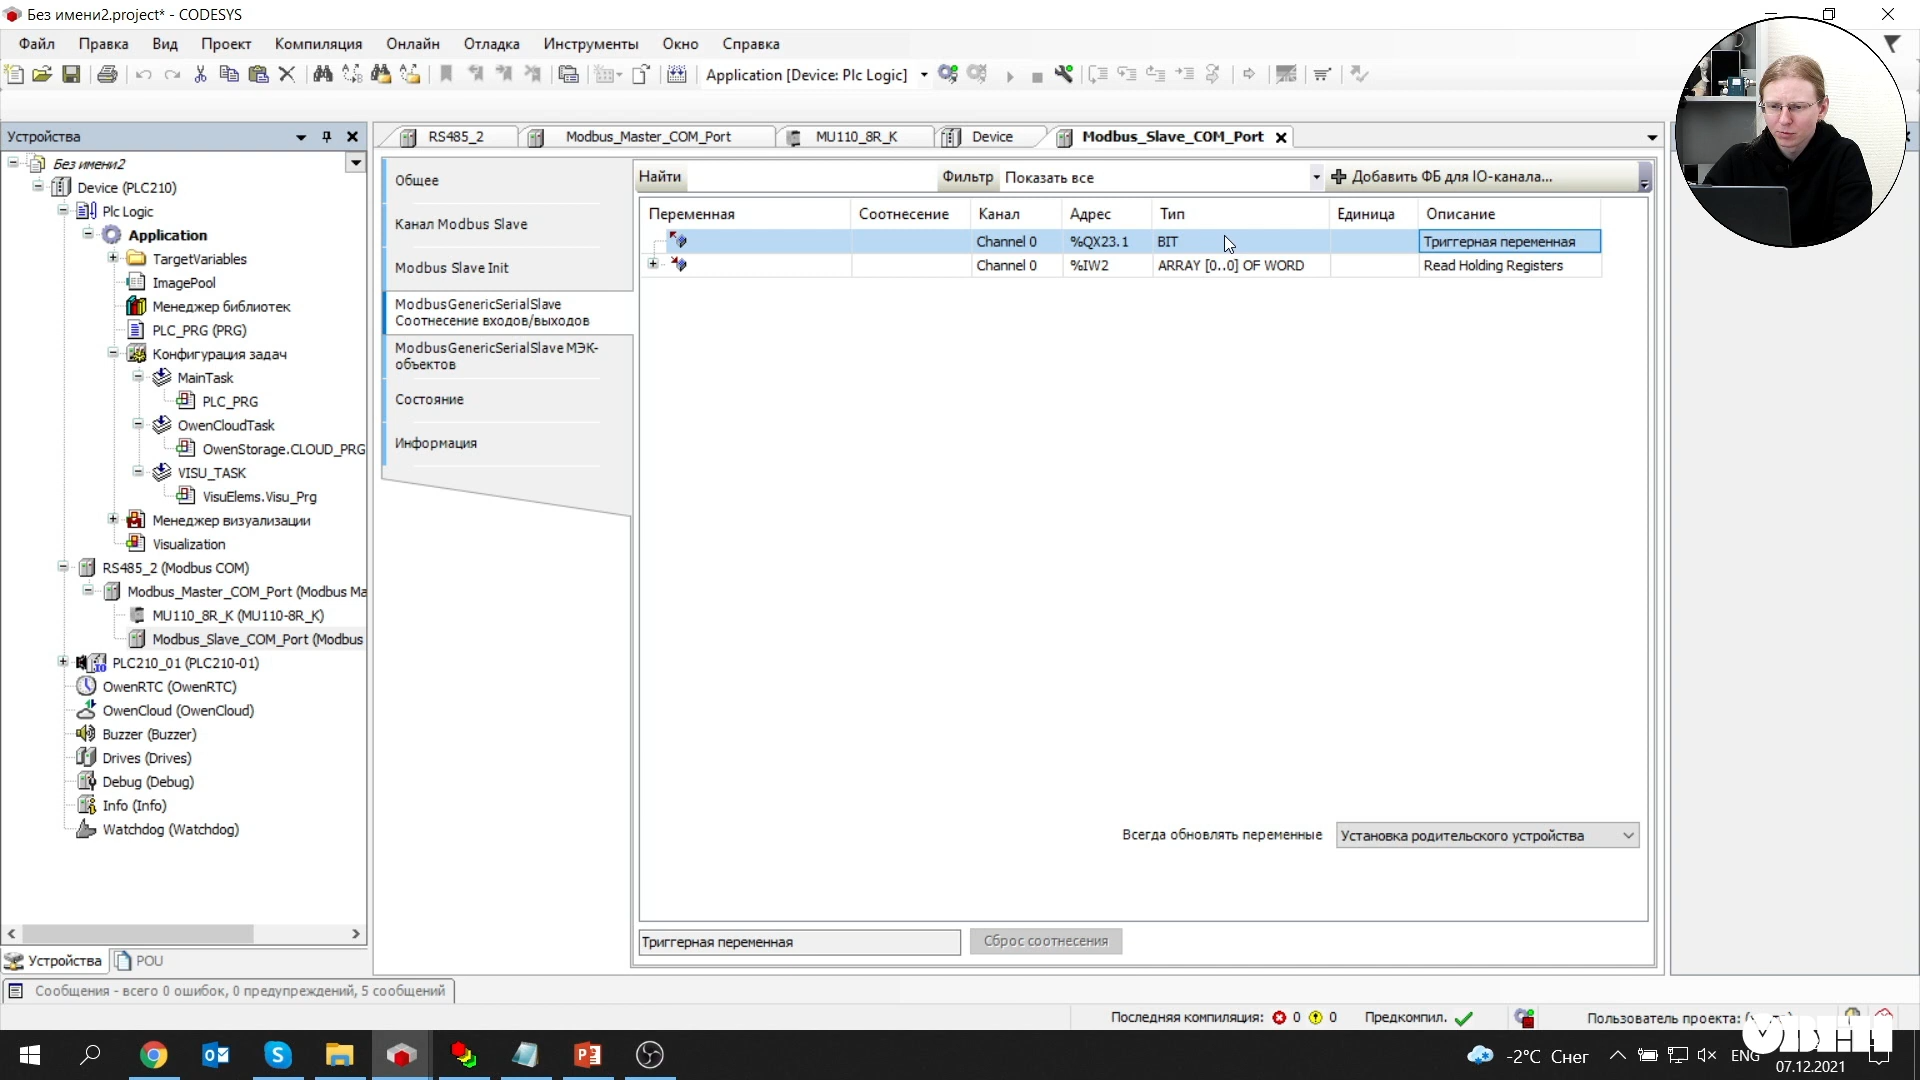 Без имени2.project* - CODESYS
Файл Правка Вид Проект Компиляция Онлайн Отладка Инструменты Окно Справка
Application [Device: Plc Logic]
Устройства
RS485_2 Modbus_Master_COM_Port MU110_8R_K Device Modbus_Slave_COM_Port
Без имени2
Device (PLC210)
Plc Logic
Application
TargetVariables
ImagePool
Менеджер библиотек
PLC_PRG (PRG)
Конфигурация задач
MainTask
PLC_PRG
OwenCloudTask
OwenStorage.CLOUD_PRG
VISU_TASK
VisuElems.Visu_Prg
Менеджер визуализации
Visualization
RS485_2 (Modbus COM)
Modbus_Master_COM_Port (Modbus Ma
MU110_8R_K (MU110-8R_K)
Modbus_Slave_COM_Port (Modbus
PLC210_01 (PLC210-01)
OwenRTC (OwenRTC)
OwenCloud (OwenCloud)
Buzzer (Buzzer)
Drives (Drives)
Debug (Debug)
Info (Info)
Watchdog (Watchdog)
Устройства POU
Общее
Канал Modbus Slave
Modbus Slave Init
ModbusGenericSerialSlave
Соотнесение входов/выходов
ModbusGenericSerialSlave МЭК-
объектов
Состояние
Информация
Найти Фильтр Показать все Добавить ФБ для IO-канала...
Переменная Соотнесение Канал Адрес Тип Единица Описание
Channel 0 %QX23.1 BIT Триггерная переменная
Channel 0 %IW2 ARRAY [0..0] OF WORD Read Holding Registers
Всегда обновлять переменные Установка родительского устройства
Триггерная переменная Сброс соотнесения
Сообщения - всего 0 ошибок, 0 предупреждений, 5 сообщений
Последняя компиляция: 0 0 Предкомпил. Пользователь проекта:
-2°C Снег ENG
07.12.2021